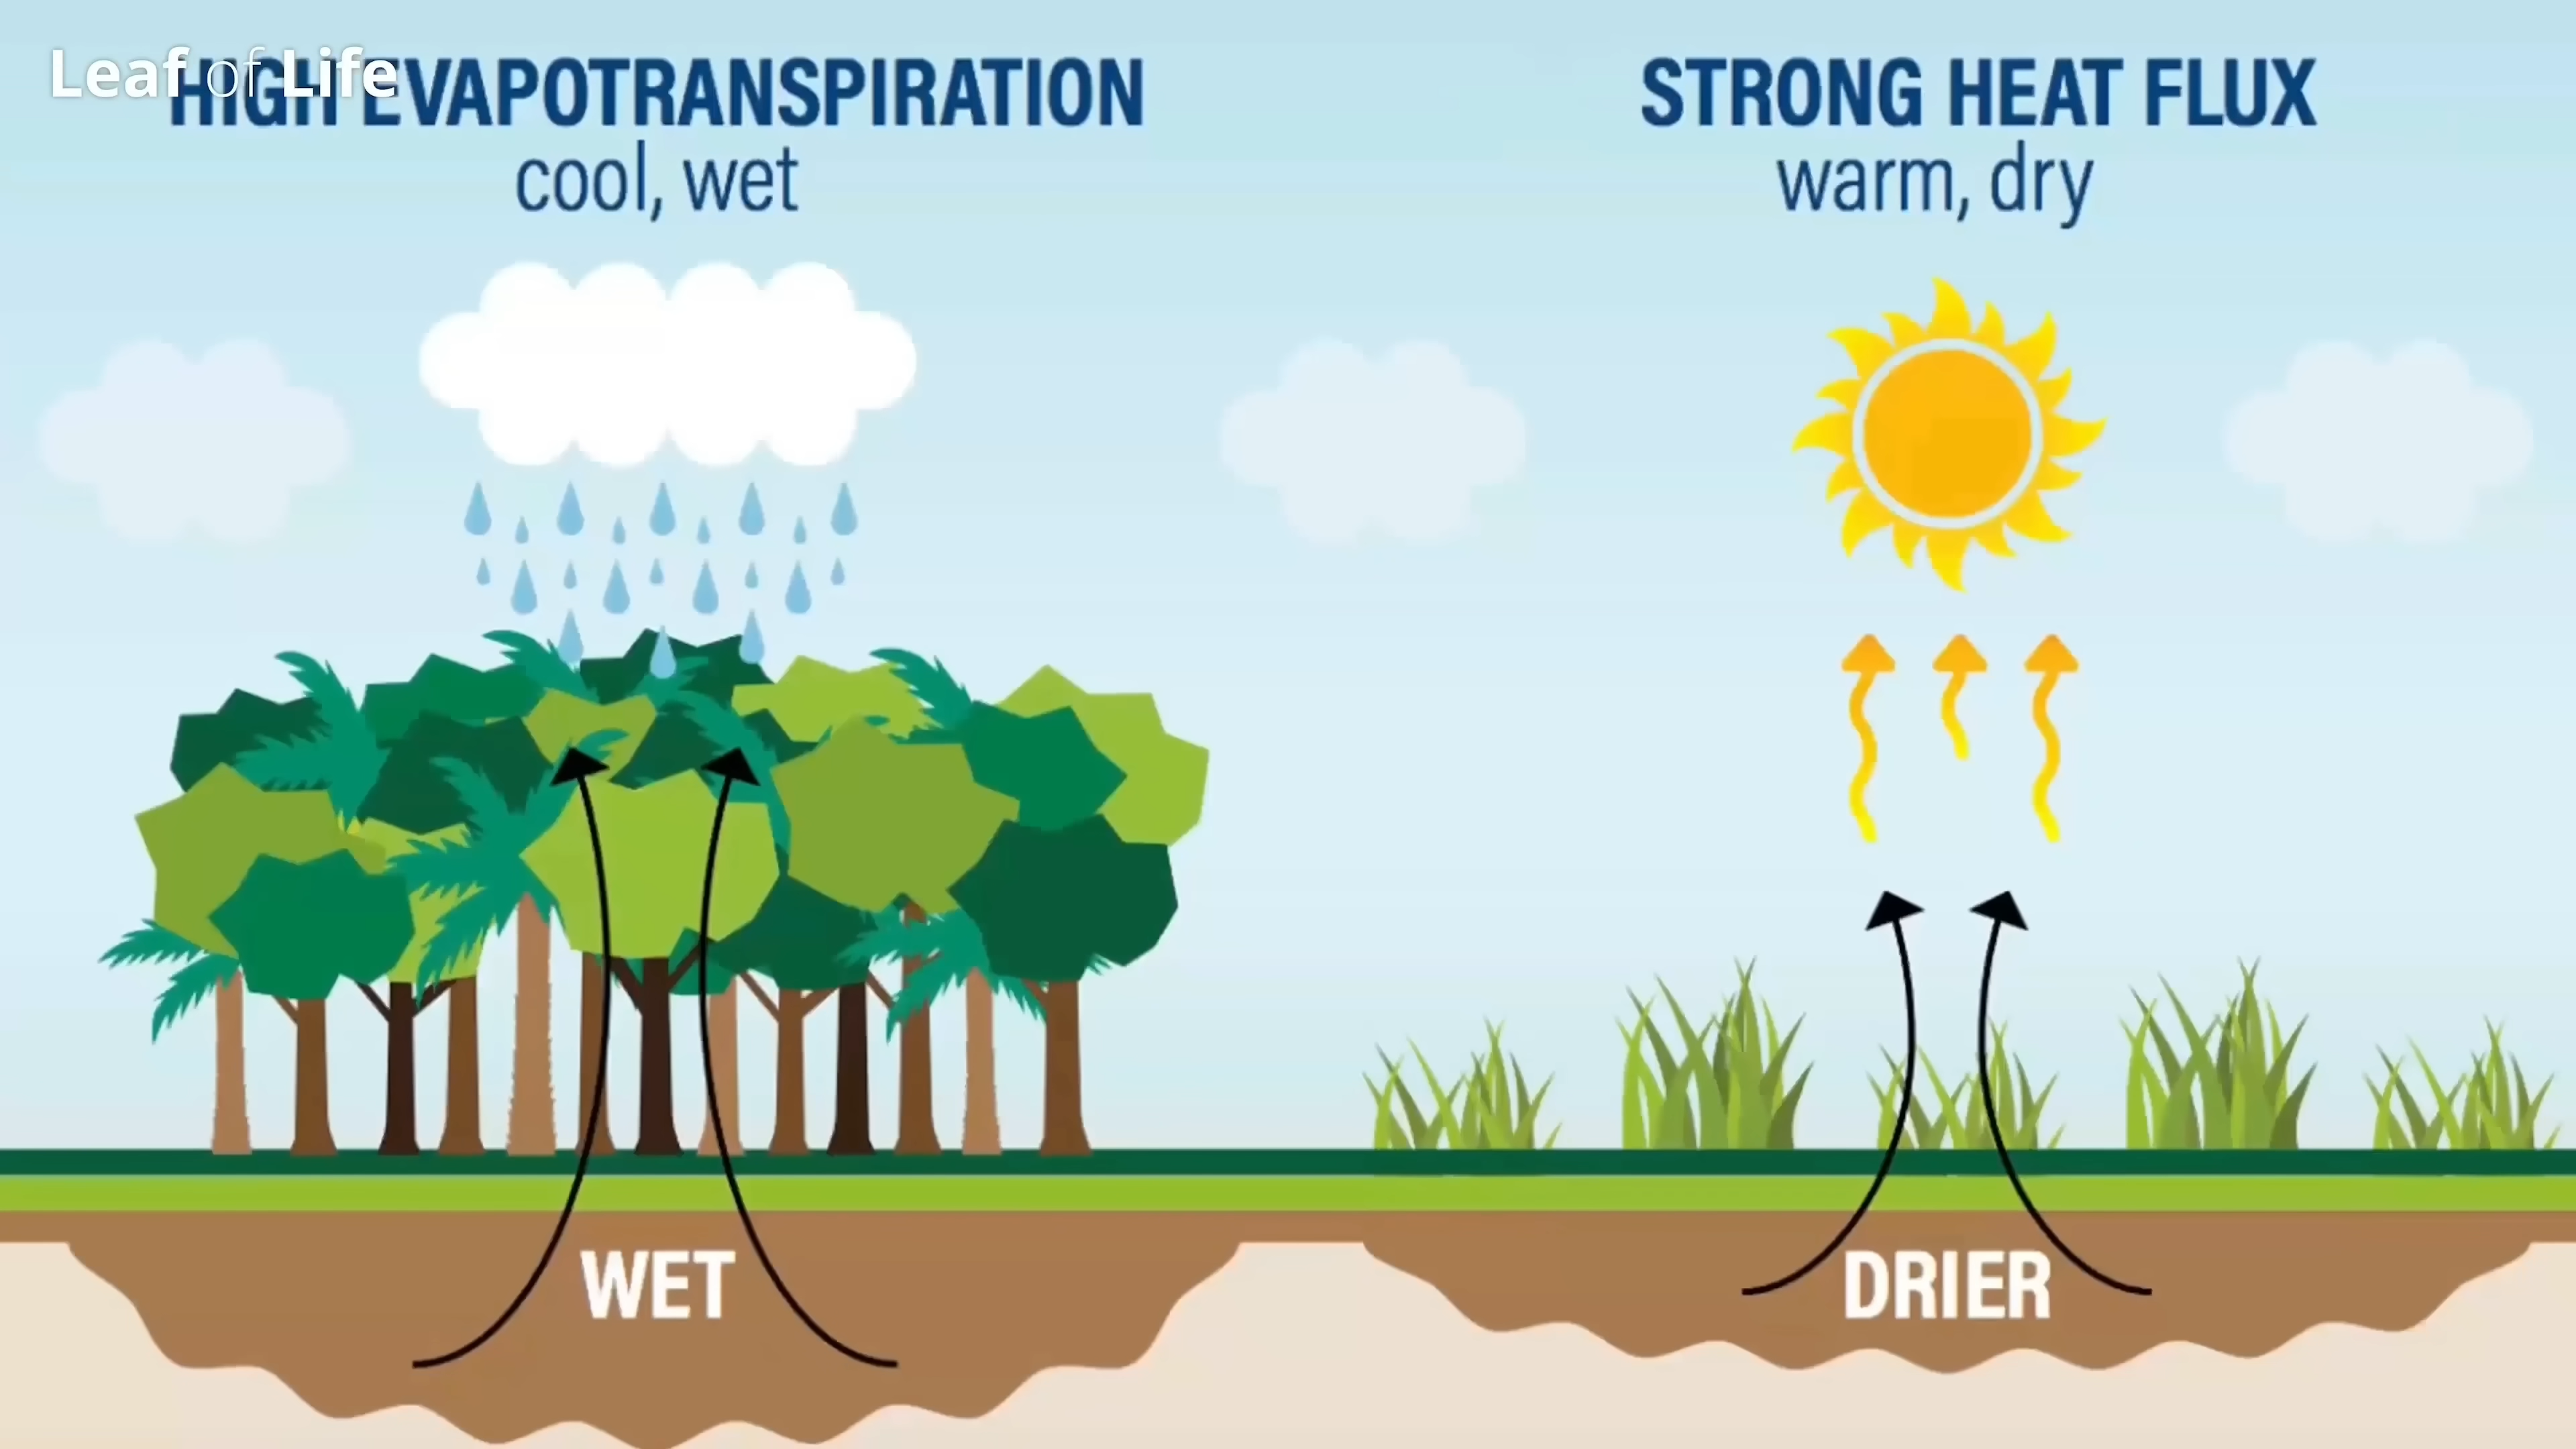 Leaf of Life
HIGH EVAPOTRANSPIRATION
cool, wet
STRONG HEAT FLUX
warm, dry
WET
DRIER